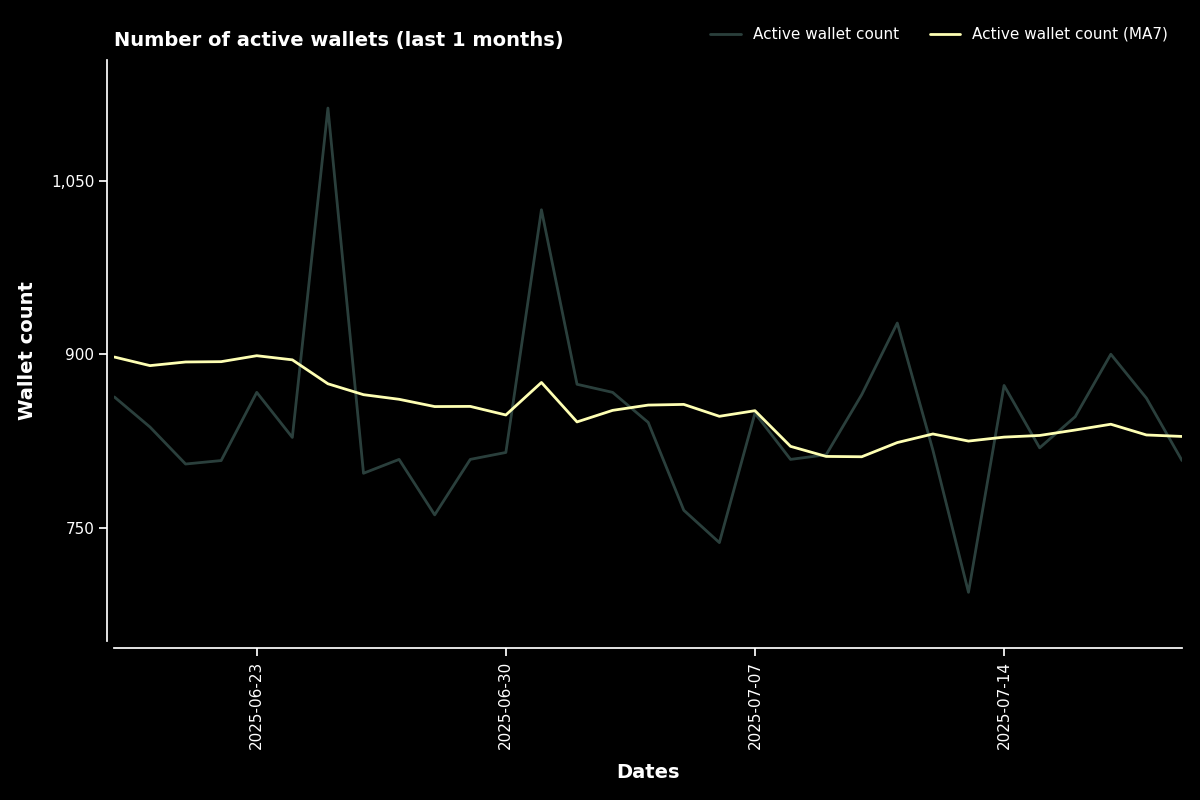 Number of active wallets (last 1 months)
Active wallet count
Active wallet count (MA7)
Wallet count
1,050
900
750
2025-06-23
2025-06-30
2025-07-07
2025-07-14
Dates